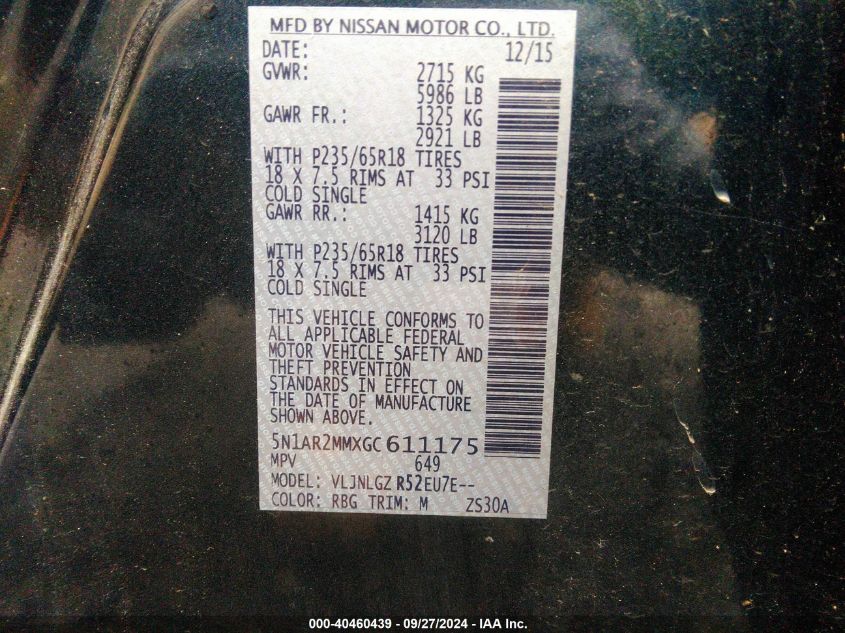 MFD BY NISSAN MOTOR CO., LTD.
DATE: 12/15
GVWR: 2715 KG
5986 LB
GAWR FR.: 1325 KG
2921 LB
WITH P235/65R18 TIRES
18 X 7.5 RIMS AT 33 PSI
COLD SINGLE
GAWR RR.: 1415 KG
3120 LB
WITH P235/65R18 TIRES
18 X 7.5 RIMS AT 33 PSI
COLD SINGLE
THIS VEHICLE CONFORMS TO
ALL APPLICABLE FEDERAL
MOTOR VEHICLE SAFETY AND
THEFT PREVENTION
STANDARDS IN EFFECT ON
THE DATE OF MANUFACTURE
SHOWN ABOVE.
5N1AR2MMXGC611175
MPV 649
MODEL: VLJNLGZ R52EU7E--
COLOR: RBG TRIM: M ZS30A
000-40460439 - 09/27/2024 - IAA Inc.